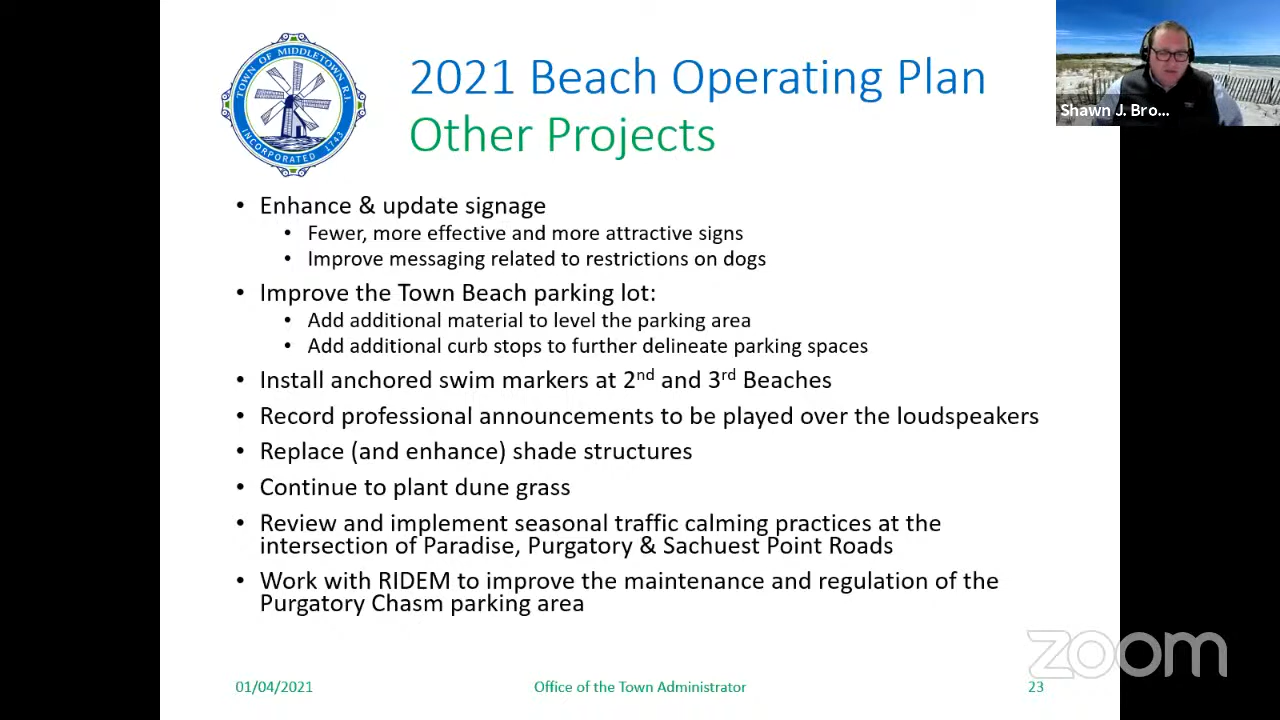 TOWN OF MIDDLETOWN R.I.
INCORPORATED 1743
2021 Beach Operating Plan
Other Projects
Shawn J. Bro...
• Enhance & update signage
• Fewer, more effective and more attractive signs
• Improve messaging related to restrictions on dogs
• Improve the Town Beach parking lot:
• Add additional material to level the parking area
• Add additional curb stops to further delineate parking spaces
• Install anchored swim markers at 2nd and 3rd Beaches
• Record professional announcements to be played over the loudspeakers
• Replace (and enhance) shade structures
• Continue to plant dune grass
• Review and implement seasonal traffic calming practices at the
intersection of Paradise, Purgatory & Sachuest Point Roads
• Work with RIDEM to improve the maintenance and regulation of the
Purgatory Chasm parking area
zoom
01/04/2021
Office of the Town Administrator
23